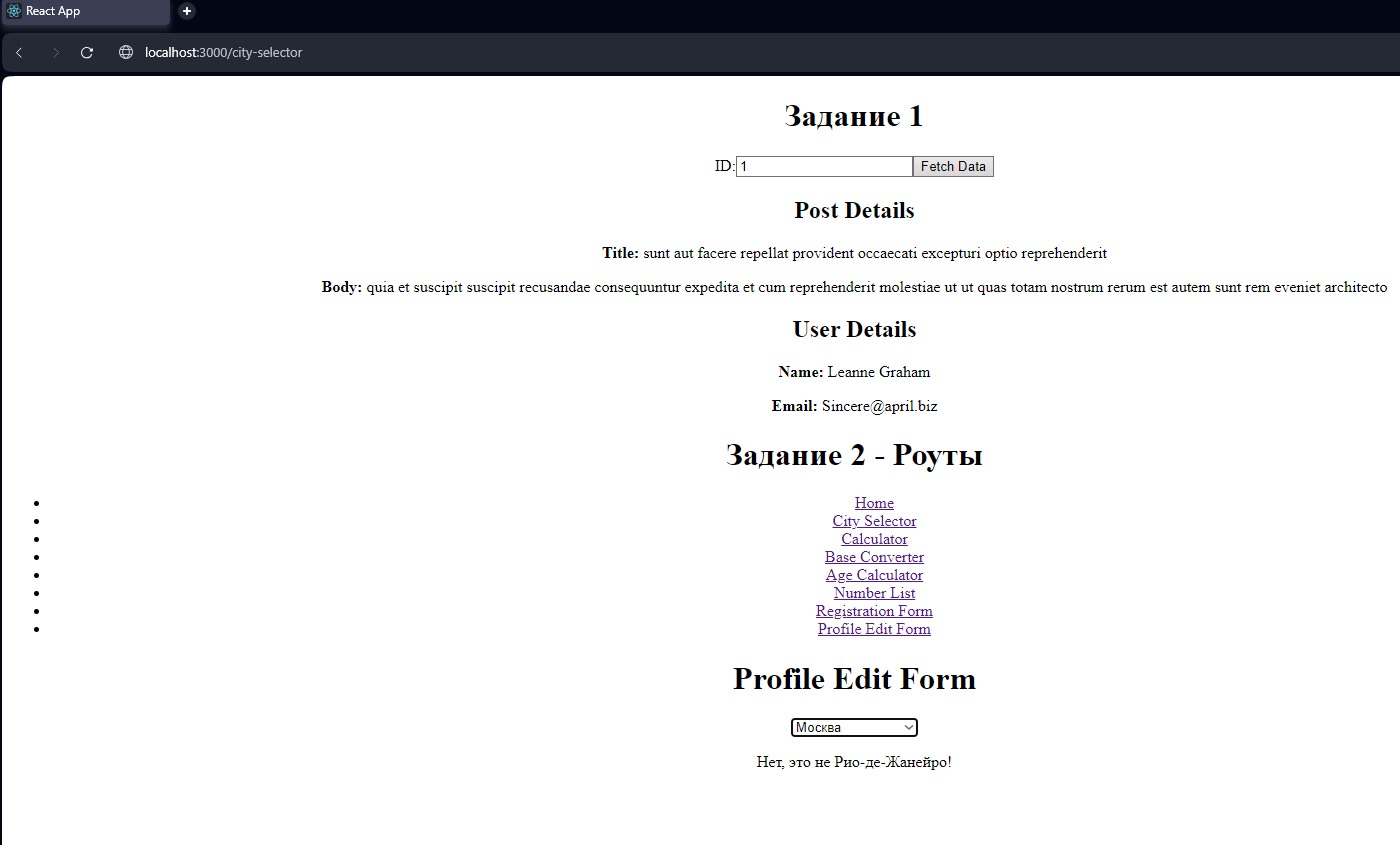 React App
localhost:3000/city-selector
Задание 1
ID: 1 Fetch Data
Post Details
Title: sunt aut facere repellat provident occaecati excepturi optio reprehenderit
Body: quia et suscipit suscipit recusandae consequuntur expedita et cum reprehenderit molestiae ut ut quas totam nostrum rerum est autem sunt rem eveniet architecto
User Details
Name: Leanne Graham
Email: Sincere@april.biz
Задание 2 - Роуты
Home
City Selector
Calculator
Base Converter
Age Calculator
Number List
Registration Form
Profile Edit Form
Profile Edit Form
Москва
Нет, это не Рио-де-Жанейро!